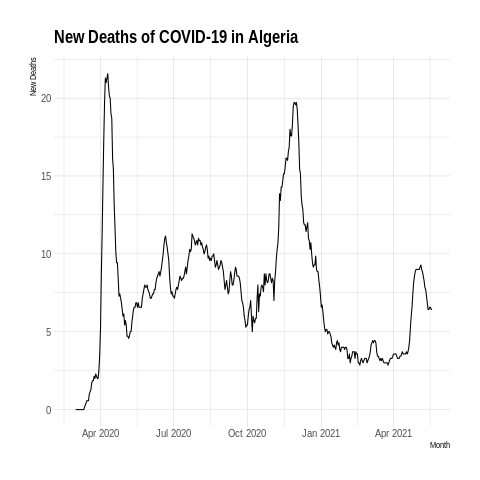 New Deaths of COVID-19 in Algeria
New Deaths
20
15
10
5
0
Apr 2020
Jul 2020
Oct 2020
Jan 2021
Apr 2021
Month